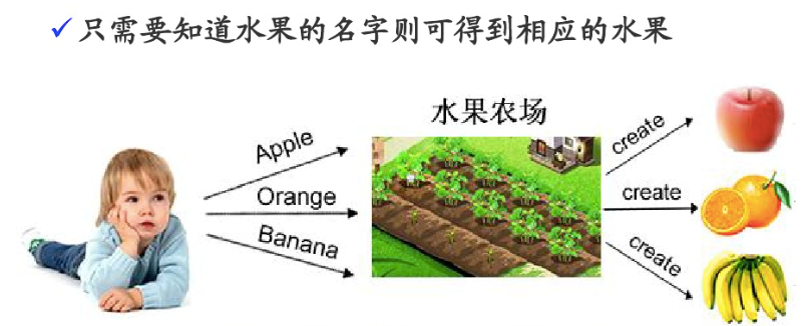 ✓只需要知道水果的名字则可得到相应的水果
水果农场
Apple
Orange
Banana
create
create
create